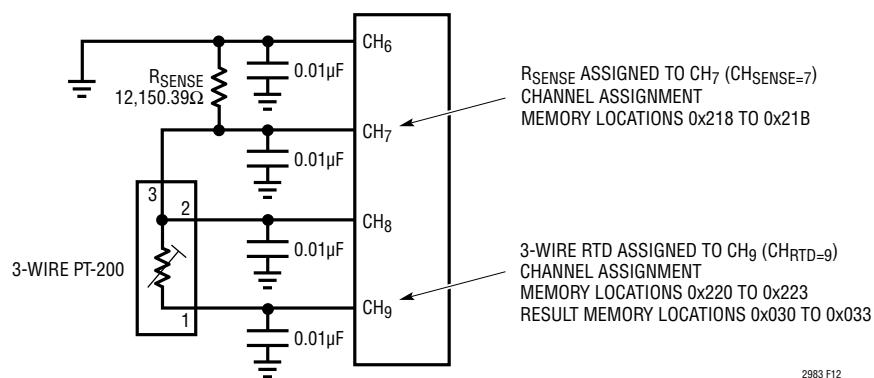 CH6
0.01µF
RSENSE
12,150.39Ω
CH7
0.01µF
3
2
CH8
0.01µF
3-WIRE PT-200
1
CH9
0.01µF
RSENSE ASSIGNED TO CH7 (CHSENSE=7)
CHANNEL ASSIGNMENT
MEMORY LOCATIONS 0x218 TO 0x21B
3-WIRE RTD ASSIGNED TO CH9 (CHRTD=9)
CHANNEL ASSIGNMENT
MEMORY LOCATIONS 0x220 TO 0x223
RESULT MEMORY LOCATIONS 0x030 TO 0x033
2983 F12